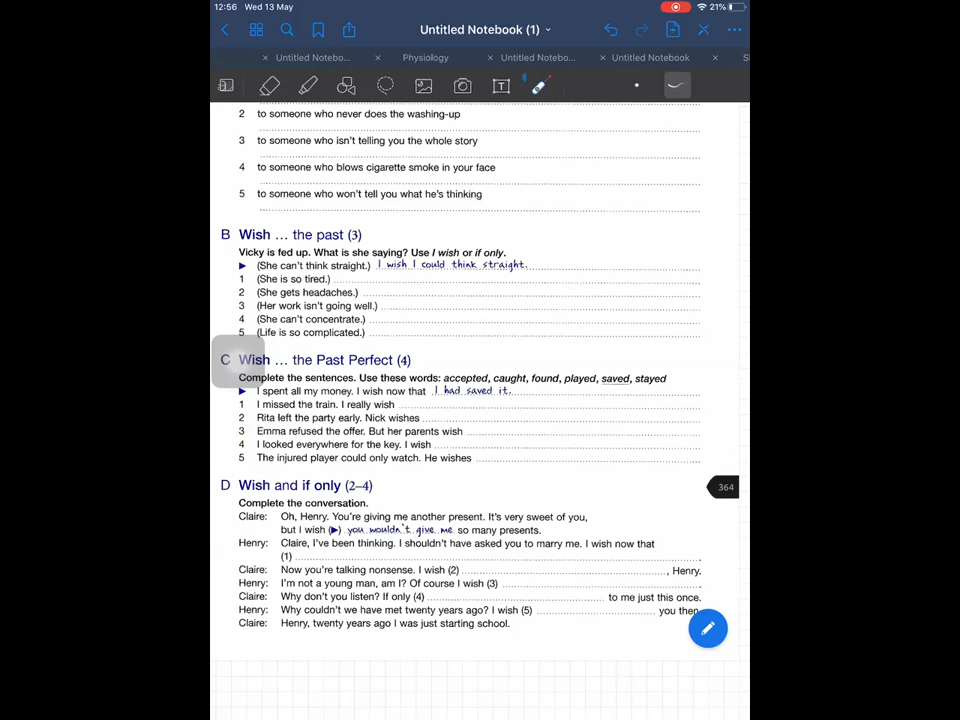 12:56 Wed 13 May 21%
Untitled Notebook (1)
Untitled Notebo... Physiology Untitled Notebo... Untitled Notebook S
2 to someone who never does the washing-up
3 to someone who isn't telling you the whole story
4 to someone who blows cigarette smoke in your face
5 to someone who won't tell you what he's thinking
B Wish ... the past (3)
Vicky is fed up. What is she saying? Use I wish or if only.
▶ (She can't think straight.) I wish I could think straight.
1 (She is so tired.)
2 (She gets headaches.)
3 (Her work isn't going well.)
4 (She can't concentrate.)
5 (Life is so complicated.)
C Wish ... the Past Perfect (4)
Complete the sentences. Use these words: accepted, caught, found, played, saved, stayed
▶ I spent all my money. I wish now that I had saved it.
1 I missed the train. I really wish
2 Rita left the party early. Nick wishes
3 Emma refused the offer. But her parents wish
4 I looked everywhere for the key. I wish
5 The injured player could only watch. He wishes
364
D Wish and if only (2–4)
Complete the conversation.
Claire: Oh, Henry. You're giving me another present. It's very sweet of you,
but I wish (▶) you wouldn't give me so many presents.
Henry: Claire, I've been thinking. I shouldn't have asked you to marry me. I wish now that
(1)
Claire: Now you're talking nonsense. I wish (2) , Henry.
Henry: I'm not a young man, am I? Of course I wish (3)
Claire: Why don't you listen? If only (4) to me just this once.
Henry: Why couldn't we have met twenty years ago? I wish (5) you then.
Claire: Henry, twenty years ago I was just starting school.